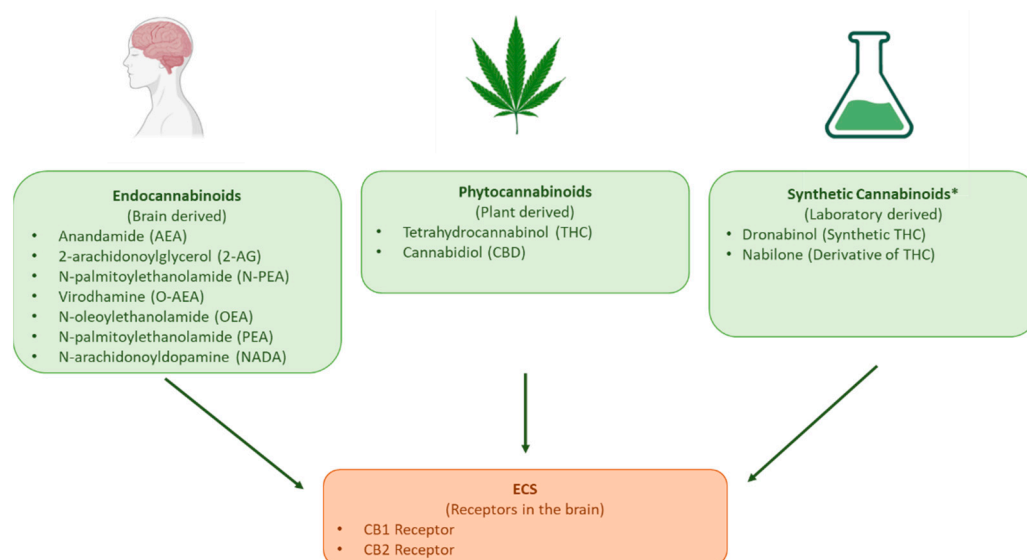 Endocannabinoids
(Brain derived)
• Anandamide (AEA)
• 2-arachidonoylglycerol (2-AG)
• N-palmitoylethanolamide (N-PEA)
• Virodhamine (O-AEA)
• N-oleoylethanolamide (OEA)
• N-palmitoylethanolamide (PEA)
• N-arachidonoyldopamine (NADA)
Phytocannabinoids
(Plant derived)
• Tetrahydrocannabinol (THC)
• Cannabidiol (CBD)
Synthetic Cannabinoids*
(Laboratory derived)
• Dronabinol (Synthetic THC)
• Nabilone (Derivative of THC)
ECS
(Receptors in the brain)
• CB1 Receptor
• CB2 Receptor